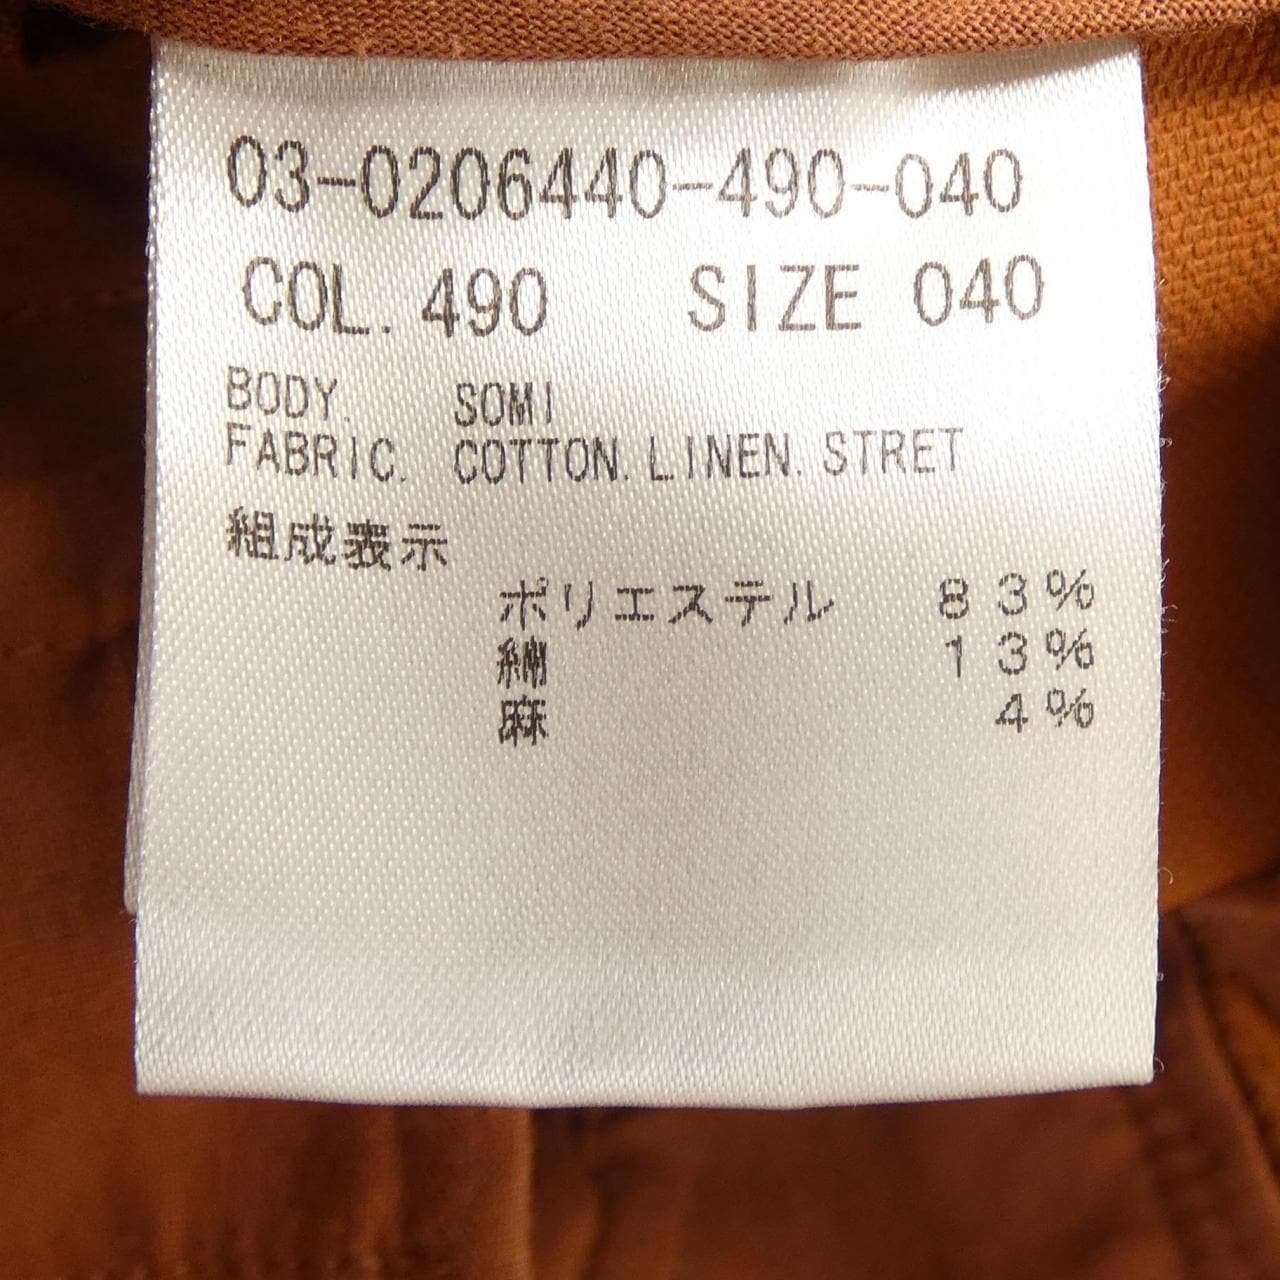 03-0206440-490-040
COL. 490 SIZE 040
BODY. SOMI
FABRIC. COTTON.LINEN.STRET
組成表示
ポリエステル 83%
綿 13%
麻 4%